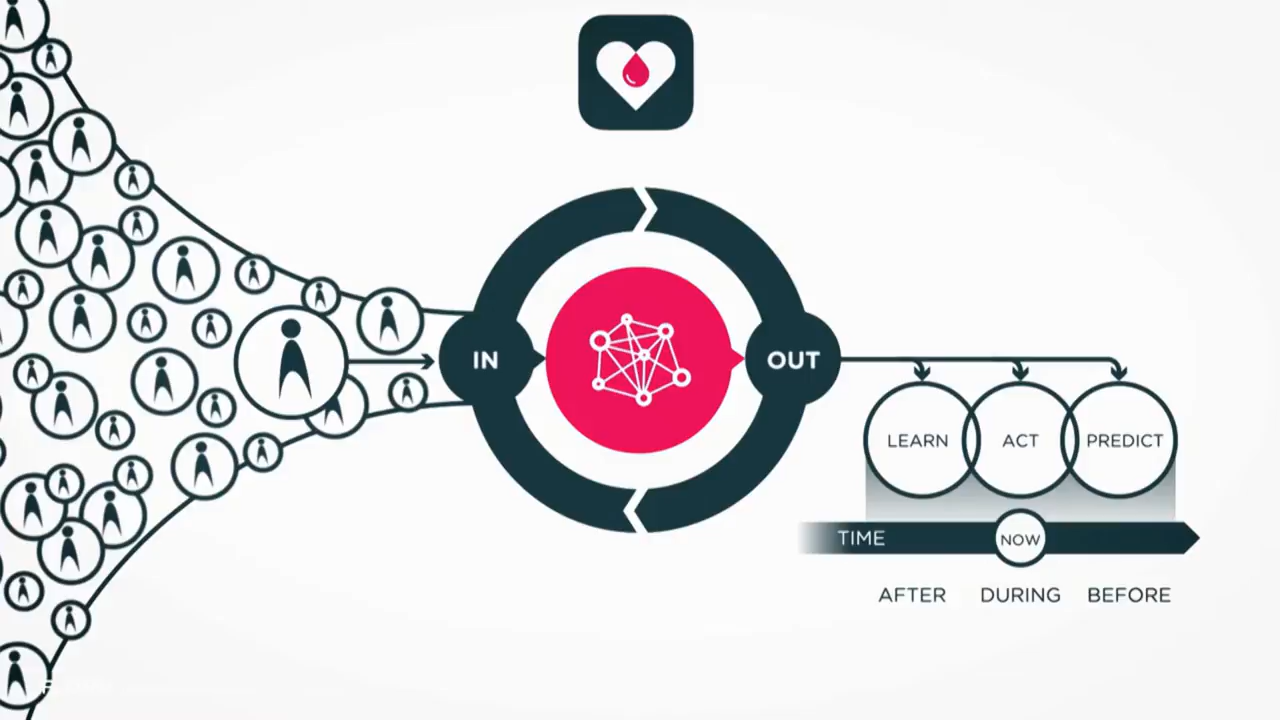 IN
OUT
LEARN ACT PREDICT
TIME NOW
AFTER DURING BEFORE